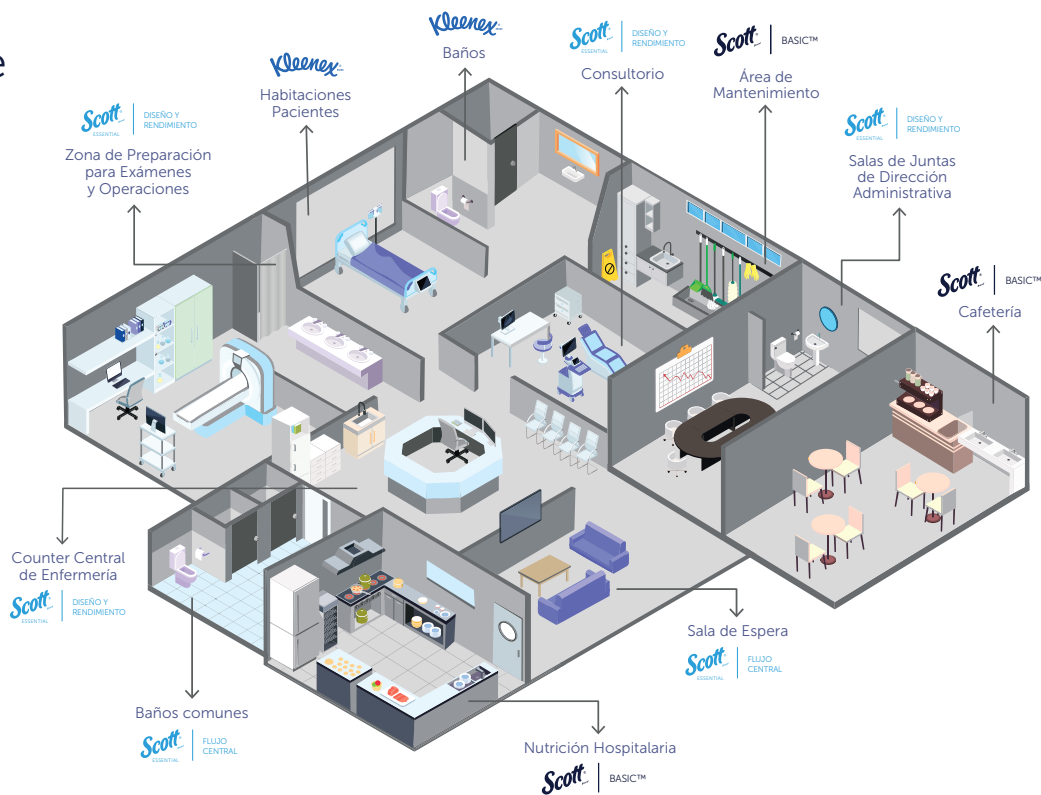 e
Kleenex
Baños
Scott
ESSENTIAL
DISEÑO Y
RENDIMIENTO
Consultorio
Scott
BASIC™
Área de
Mantenimiento
Kleenex
Habitaciones
Pacientes
Scott
ESSENTIAL
DISEÑO Y
RENDIMIENTO
Zona de Preparación
para Exámenes
y Operaciones
Scott
ESSENTIAL
DISEÑO Y
RENDIMIENTO
Salas de Juntas
de Dirección
Administrativa
Scott
BASIC™
Cafetería
Counter Central
de Enfermería
Scott
ESSENTIAL
DISEÑO Y
RENDIMIENTO
Sala de Espera
Scott
ESSENTIAL
FLUJO
CENTRAL
Baños comunes
Scott
ESSENTIAL
FLUJO
CENTRAL
Nutrición Hospitalaria
Scott
BASIC™